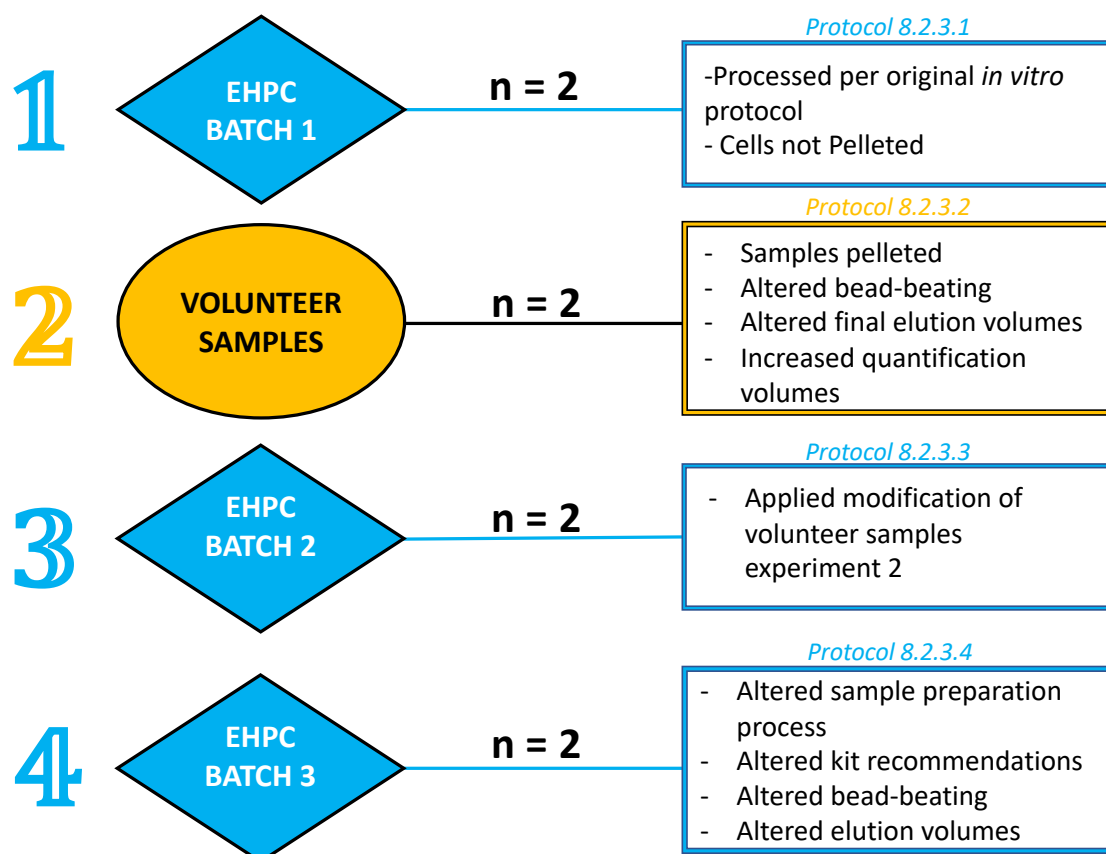 Protocol 8.2.3.1
1
EHPC
BATCH 1
n = 2
-Processed per original in vitro
protocol
- Cells not Pelleted
Protocol 8.2.3.2
2
VOLUNTEER
SAMPLES
n = 2
- Samples pelleted
- Altered bead-beating
- Altered final elution volumes
- Increased quantification
volumes
Protocol 8.2.3.3
3
EHPC
BATCH 2
n = 2
- Applied modification of
volunteer samples
experiment 2
Protocol 8.2.3.4
4
EHPC
BATCH 3
n = 2
- Altered sample preparation
process
- Altered kit recommendations
- Altered bead-beating
- Altered elution volumes